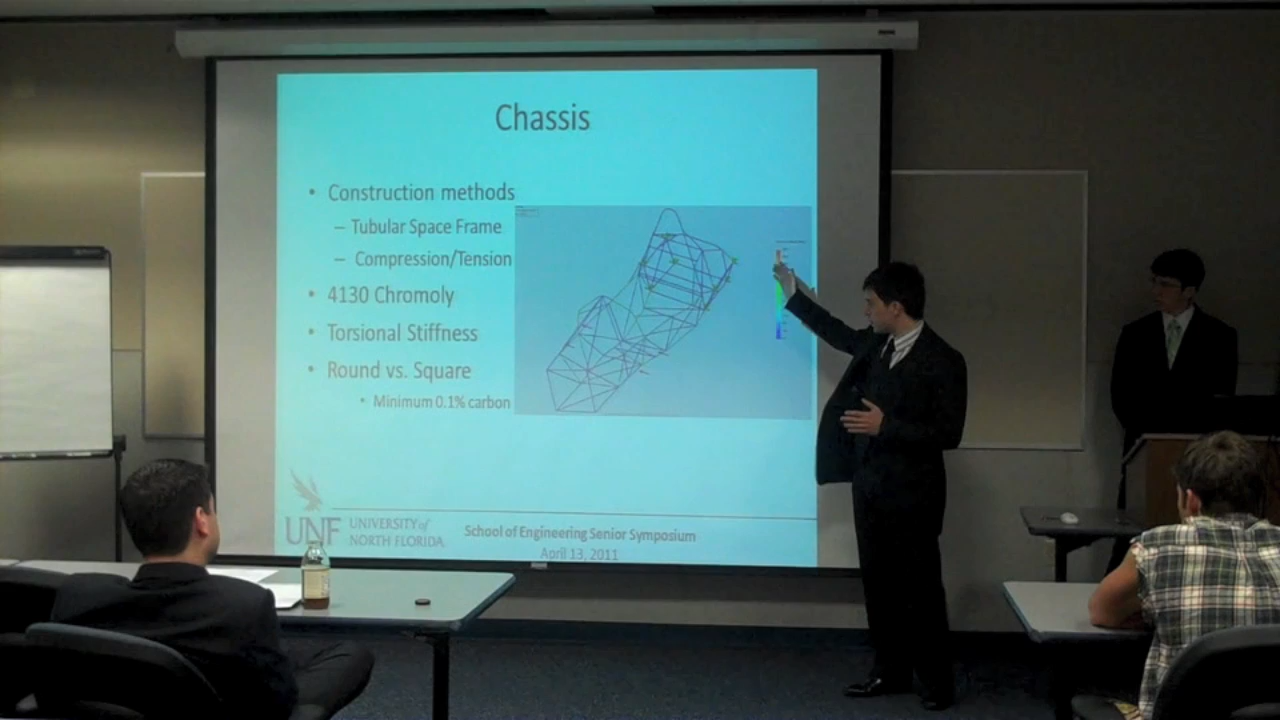 Chassis
• Construction methods
– Tubular Space Frame
– Compression/Tension
• 4130 Chromoly
• Torsional Stiffness
• Round vs. Square
• Minimum 0.1% carbon
UNF
UNIVERSITY of
NORTH FLORIDA.
School of Engineering Senior Symposium
April 13, 2011